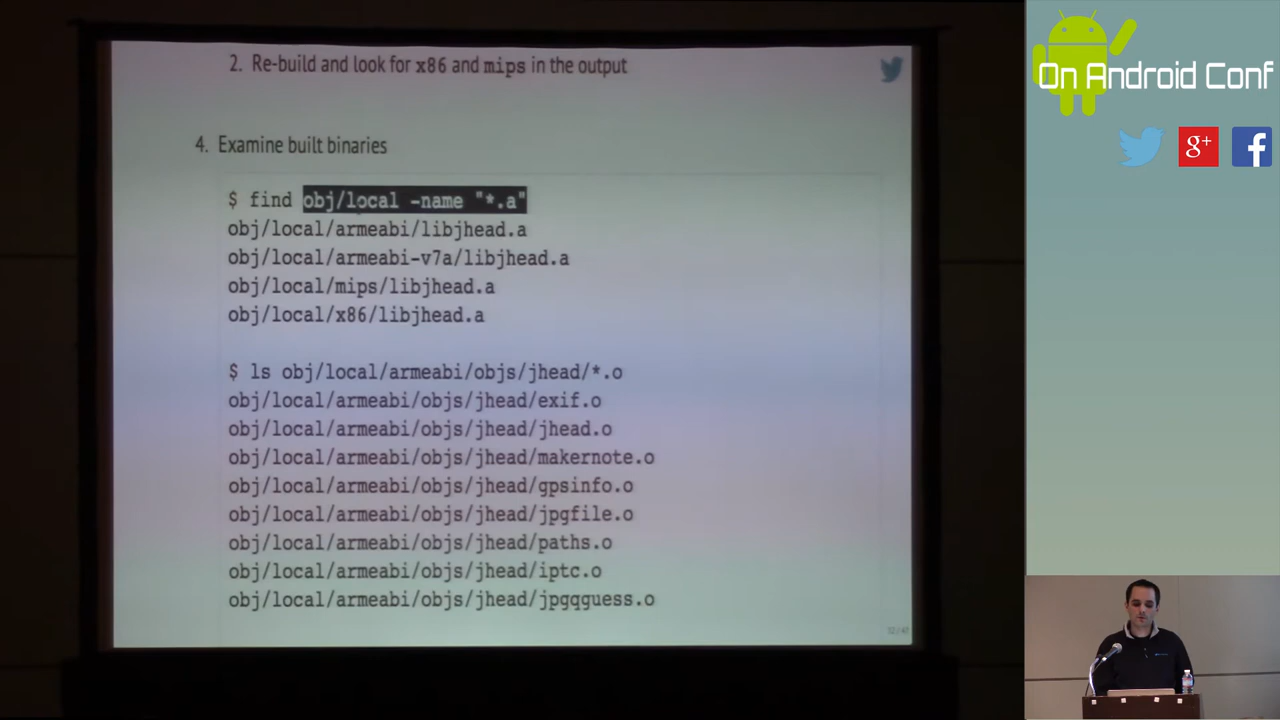 2. Re-build and look for x86 and mips in the output
4. Examine built binaries
$ find obj/local -name "*.a"
obj/local/armeabi/libjhead.a
obj/local/armeabi-v7a/libjhead.a
obj/local/mips/libjhead.a
obj/local/x86/libjhead.a
$ ls obj/local/armeabi/objs/jhead/*.o
obj/local/armeabi/objs/jhead/exif.o
obj/local/armeabi/objs/jhead/jhead.o
obj/local/armeabi/objs/jhead/makernote.o
obj/local/armeabi/objs/jhead/gpsinfo.o
obj/local/armeabi/objs/jhead/jpgfile.o
obj/local/armeabi/objs/jhead/paths.o
obj/local/armeabi/objs/jhead/iptc.o
obj/local/armeabi/objs/jhead/jpgqguess.o
On Android Conf
g+
f